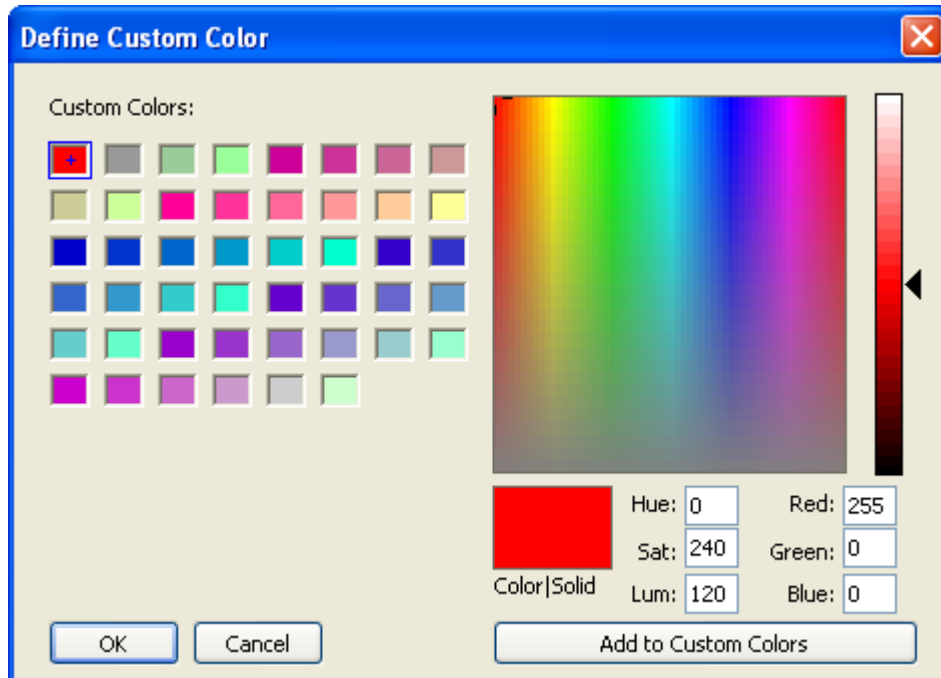 Define Custom Color
Custom Colors:
Hue: 0 Red: 255
Sat: 240 Green: 0
Color|Solid
Lum: 120 Blue: 0
OK Cancel Add to Custom Colors